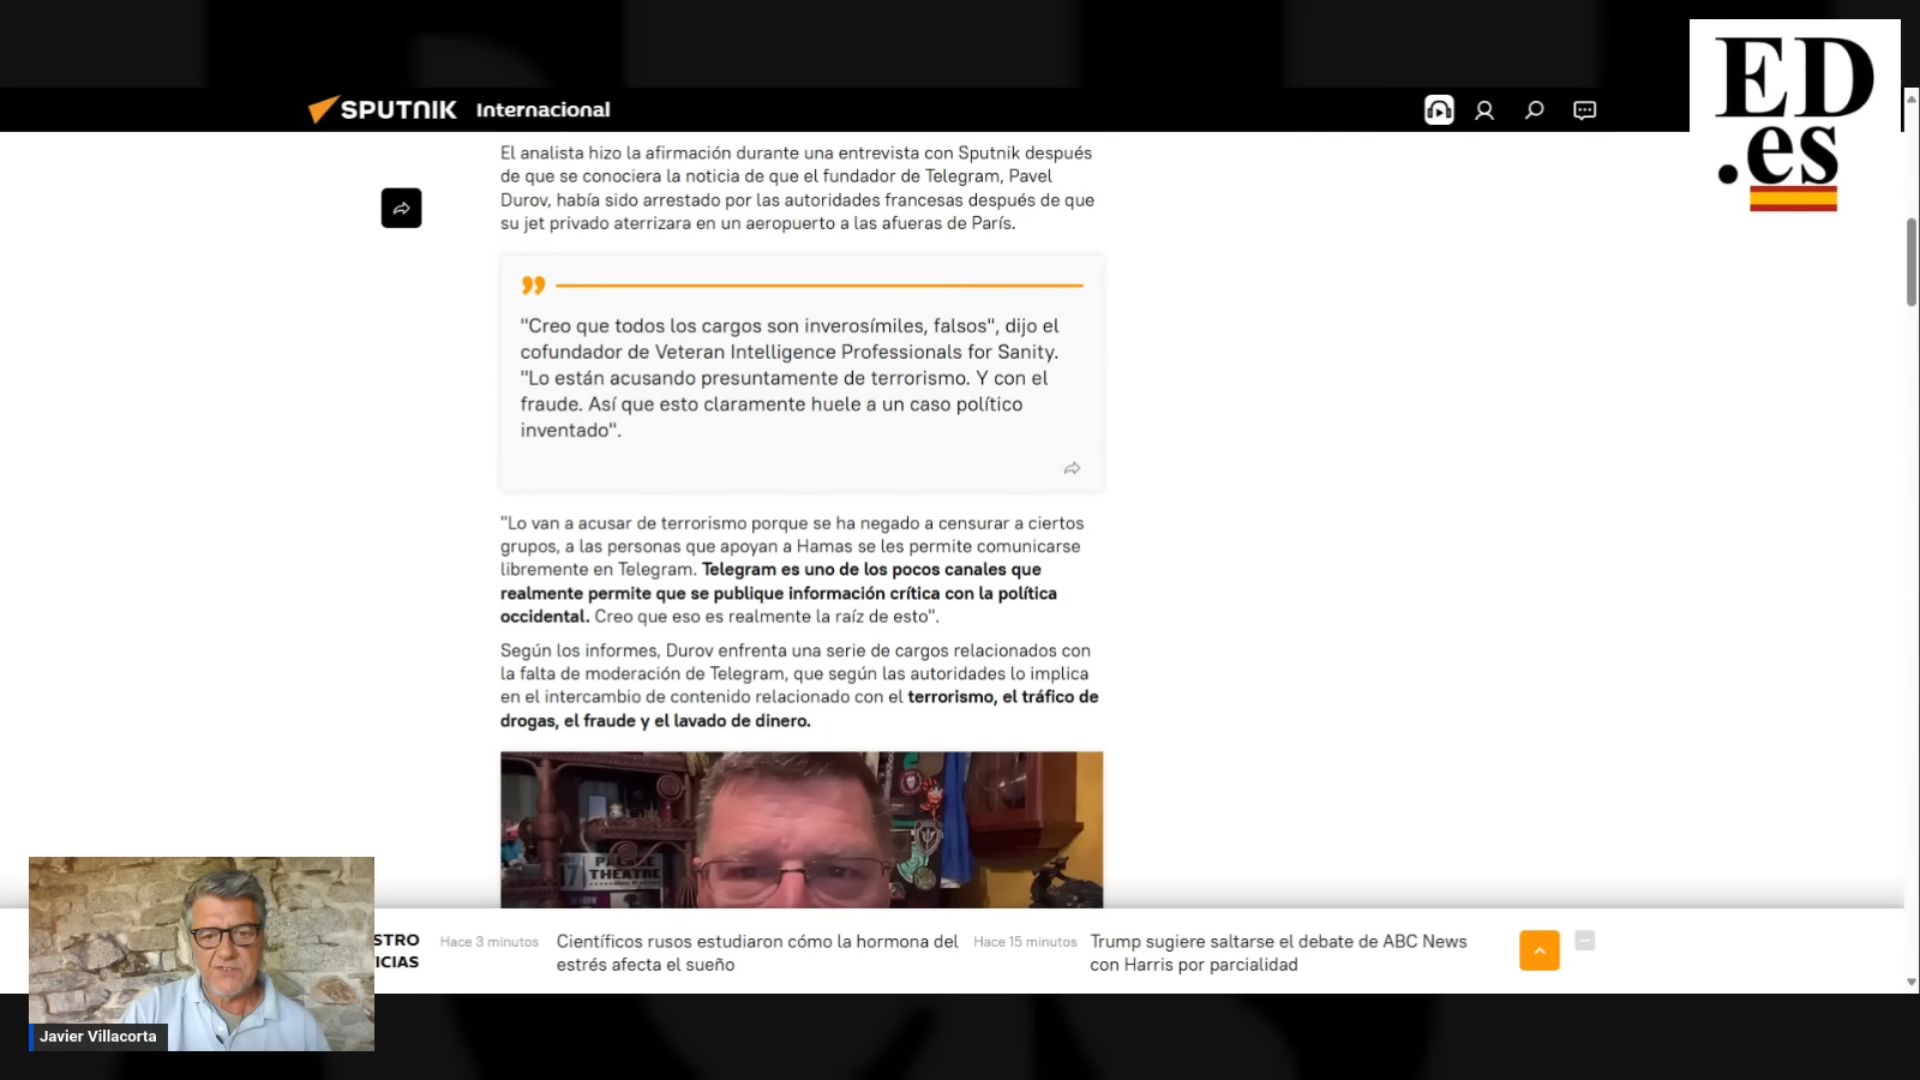 SPUTNIK Internacional
ED
.es
El analista hizo la afirmación durante una entrevista con Sputnik después
de que se conociera la noticia de que el fundador de Telegram, Pavel
Durov, había sido arrestado por las autoridades francesas después de que
su jet privado aterrizara en un aeropuerto a las afueras de París.
"Creo que todos los cargos son inverosímiles, falsos", dijo el
cofundador de Veteran Intelligence Professionals for Sanity.
"Lo están acusando presuntamente de terrorismo. Y con el
fraude. Así que esto claramente huele a un caso político
inventado".
"Lo van a acusar de terrorismo porque se ha negado a censurar a ciertos
grupos, a las personas que apoyan a Hamas se les permite comunicarse
libremente en Telegram. Telegram es uno de los pocos canales que
realmente permite que se publique información crítica con la política
occidental. Creo que eso es realmente la raíz de esto".
Según los informes, Durov enfrenta una serie de cargos relacionados con
la falta de moderación de Telegram, que según las autoridades lo implica
en el intercambio de contenido relacionado con el terrorismo, el tráfico de
drogas, el fraude y el lavado de dinero.
17
THEATRE
STRO
ICIAS
Hace 3 minutos
Científicos rusos estudiaron cómo la hormona del
estrés afecta el sueño
Hace 15 minutos
Trump sugiere saltarse el debate de ABC News
con Harris por parcialidad
Javier Villacorta